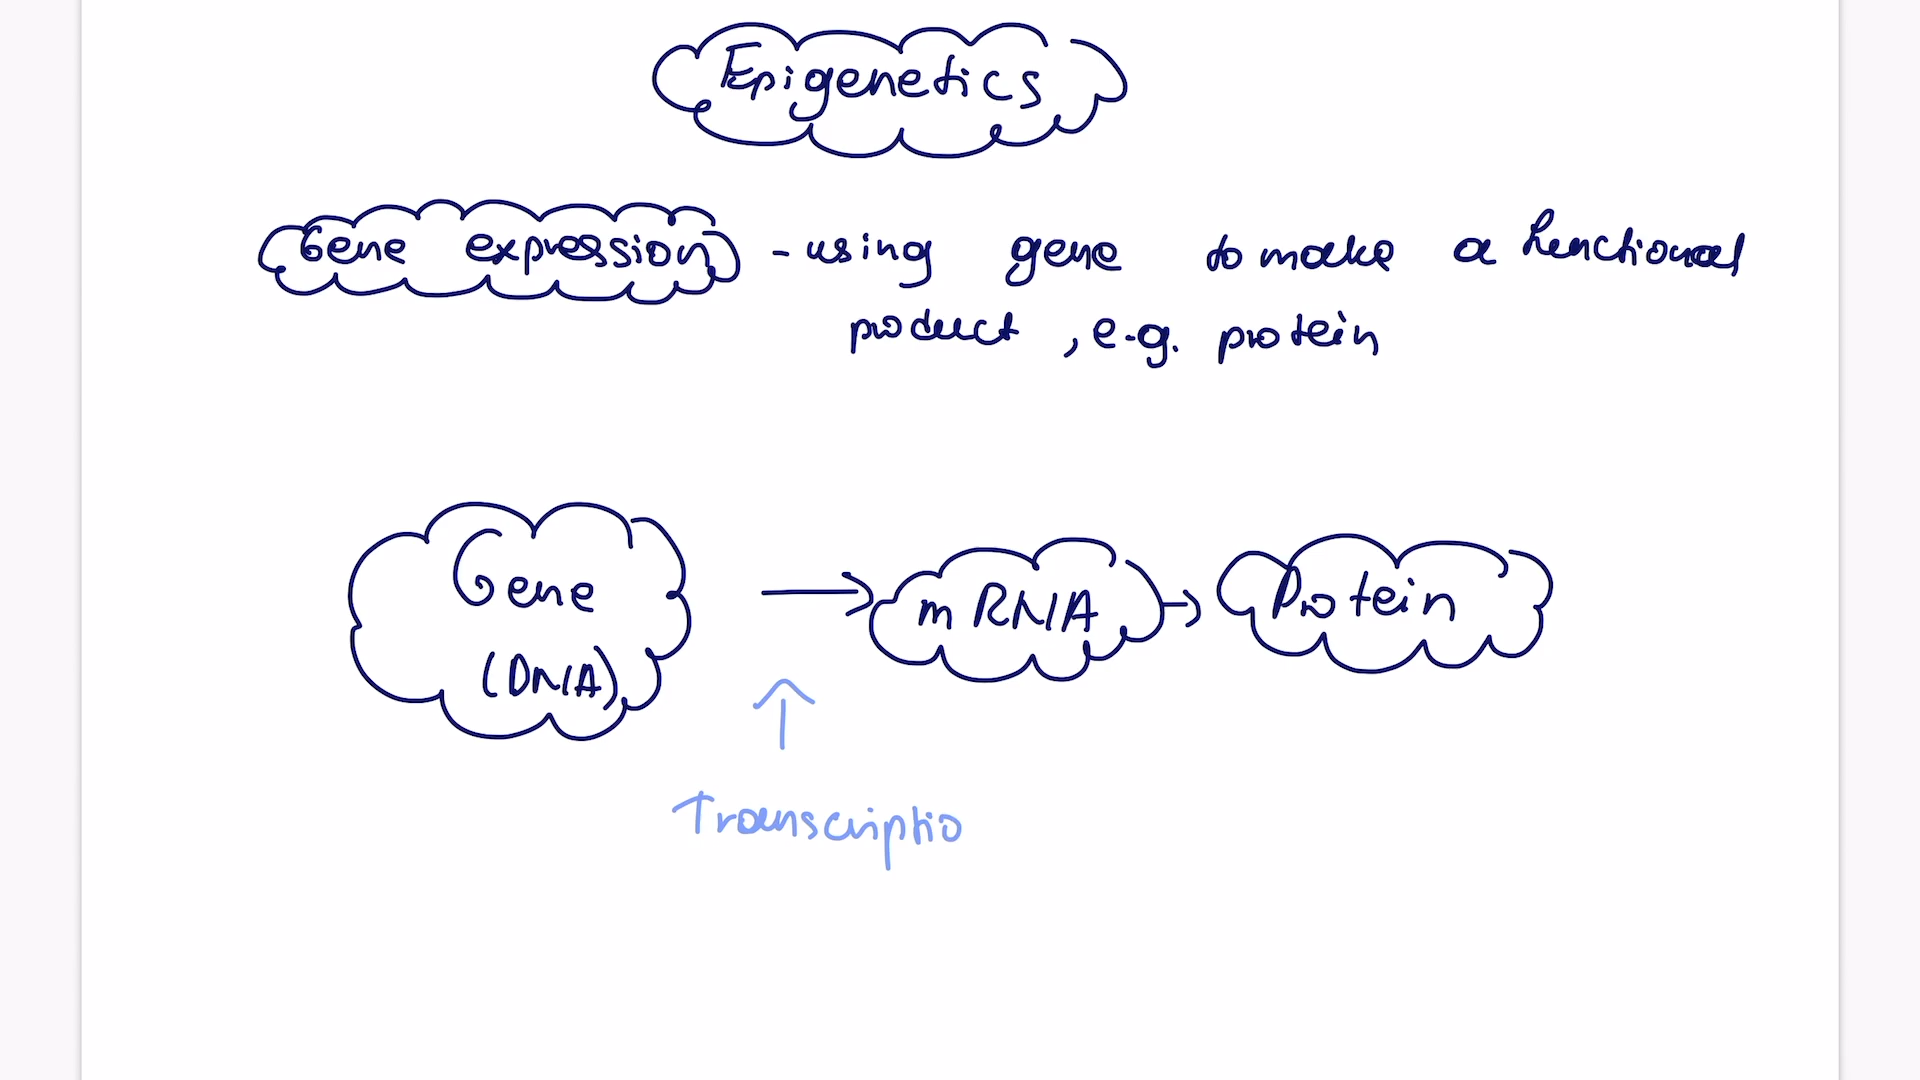 Epigenetics
Gene expression - using gene to make a functional
product, e.g. protein
Gene → mRNA → Protein
(DNA)
↑
Transcriptio